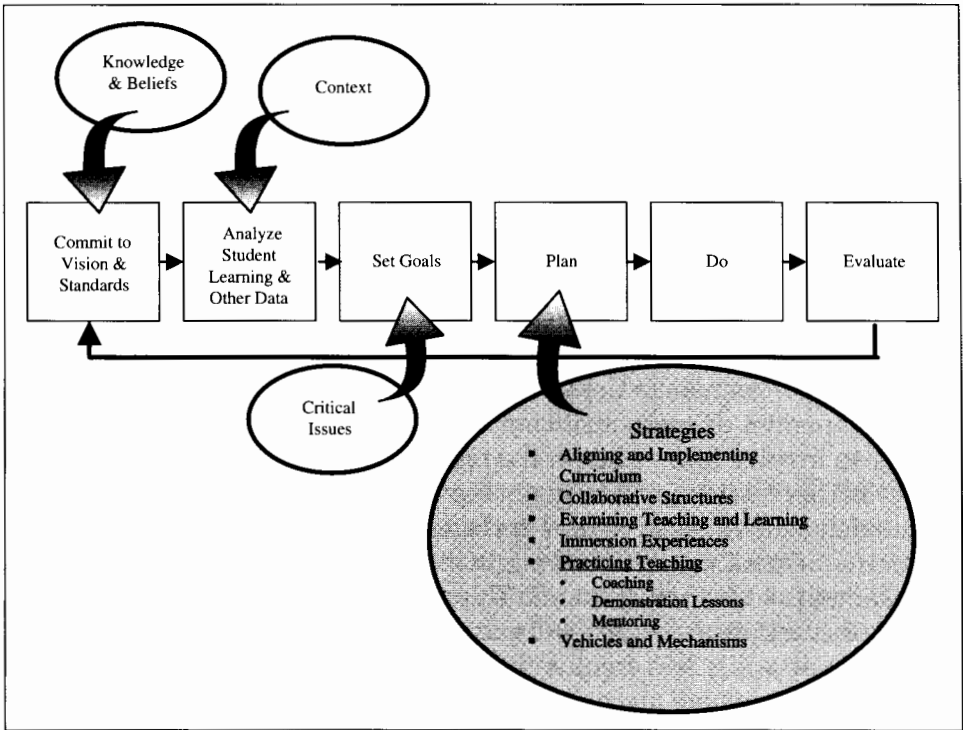 Knowledge
& Beliefs
Context
Commit to
Vision &
Standards
Analyze
Student
Learning &
Other Data
Set Goals
Plan
Do
Evaluate
Critical
Issues
Strategies
▪ Aligning and Implementing
Curriculum
▪ Collaborative Structures
▪ Examining Teaching and Learning
▪ Immersion Experiences
▪ Practicing Teaching
• Coaching
• Demonstration Lessons
• Mentoring
▪ Vehicles and Mechanisms